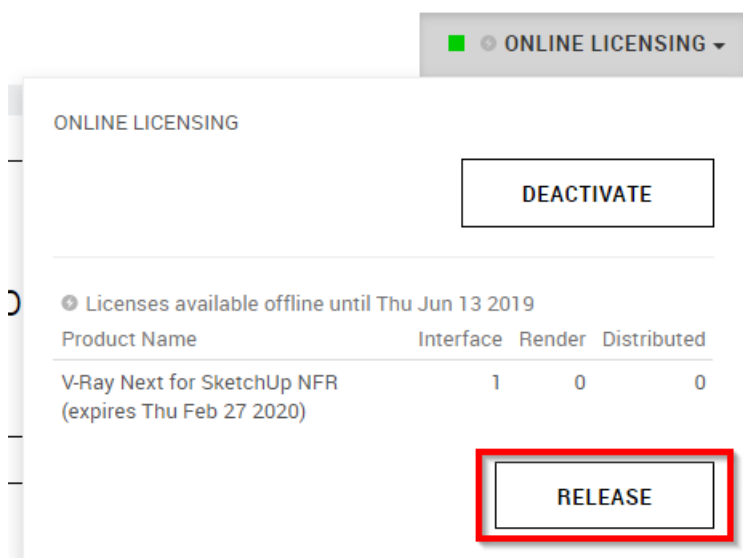 ONLINE LICENSING
ONLINE LICENSING
DEACTIVATE
Licenses available offline until Thu Jun 13 2019
Product Name Interface Render Distributed
V-Ray Next for SketchUp NFR 1 0 0
(expires Thu Feb 27 2020)
RELEASE